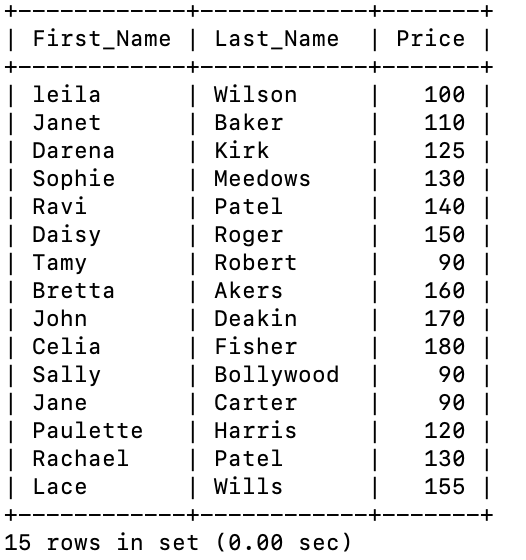 +------------+------------+-------+
| First_Name | Last_Name  | Price |
+------------+------------+-------+
| leila      | Wilson     |   100 |
| Janet      | Baker      |   110 |
| Darena     | Kirk       |   125 |
| Sophie     | Meedows    |   130 |
| Ravi       | Patel      |   140 |
| Daisy      | Roger      |   150 |
| Tamy       | Robert     |    90 |
| Bretta     | Akers      |   160 |
| John       | Deakin     |   170 |
| Celia      | Fisher     |   180 |
| Sally      | Bollywood  |    90 |
| Jane       | Carter     |    90 |
| Paulette   | Harris     |   120 |
| Rachael    | Patel      |   130 |
| Lace       | Wills      |   155 |
+------------+------------+-------+
15 rows in set (0.00 sec)